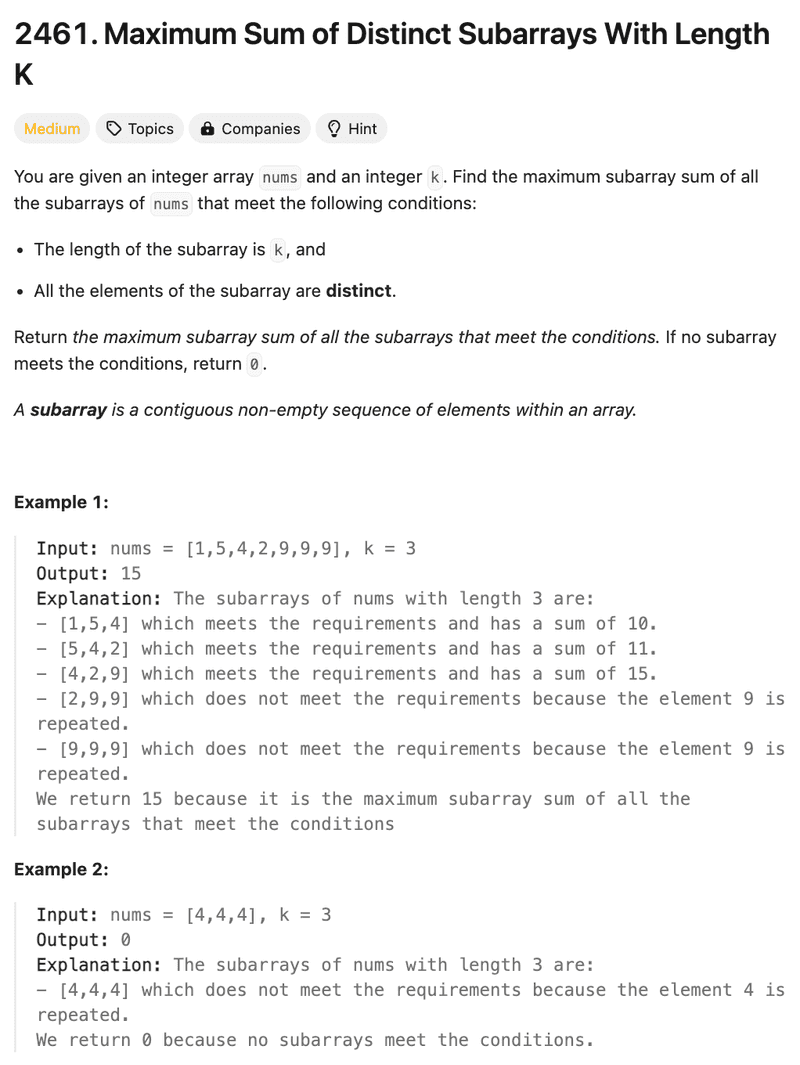 2461. Maximum Sum of Distinct Subarrays With Length
K
Medium Topics Companies Hint
You are given an integer array nums and an integer k. Find the maximum subarray sum of all
the subarrays of nums that meet the following conditions:
• The length of the subarray is k, and
• All the elements of the subarray are distinct.
Return the maximum subarray sum of all the subarrays that meet the conditions. If no subarray
meets the conditions, return 0.
A subarray is a contiguous non-empty sequence of elements within an array.
Example 1:
Input: nums = [1,5,4,2,9,9,9], k = 3
Output: 15
Explanation: The subarrays of nums with length 3 are:
- [1,5,4] which meets the requirements and has a sum of 10.
- [5,4,2] which meets the requirements and has a sum of 11.
- [4,2,9] which meets the requirements and has a sum of 15.
- [2,9,9] which does not meet the requirements because the element 9 is
repeated.
- [9,9,9] which does not meet the requirements because the element 9 is
repeated.
We return 15 because it is the maximum subarray sum of all the
subarrays that meet the conditions
Example 2:
Input: nums = [4,4,4], k = 3
Output: 0
Explanation: The subarrays of nums with length 3 are:
- [4,4,4] which does not meet the requirements because the element 4 is
repeated.
We return 0 because no subarrays meet the conditions.